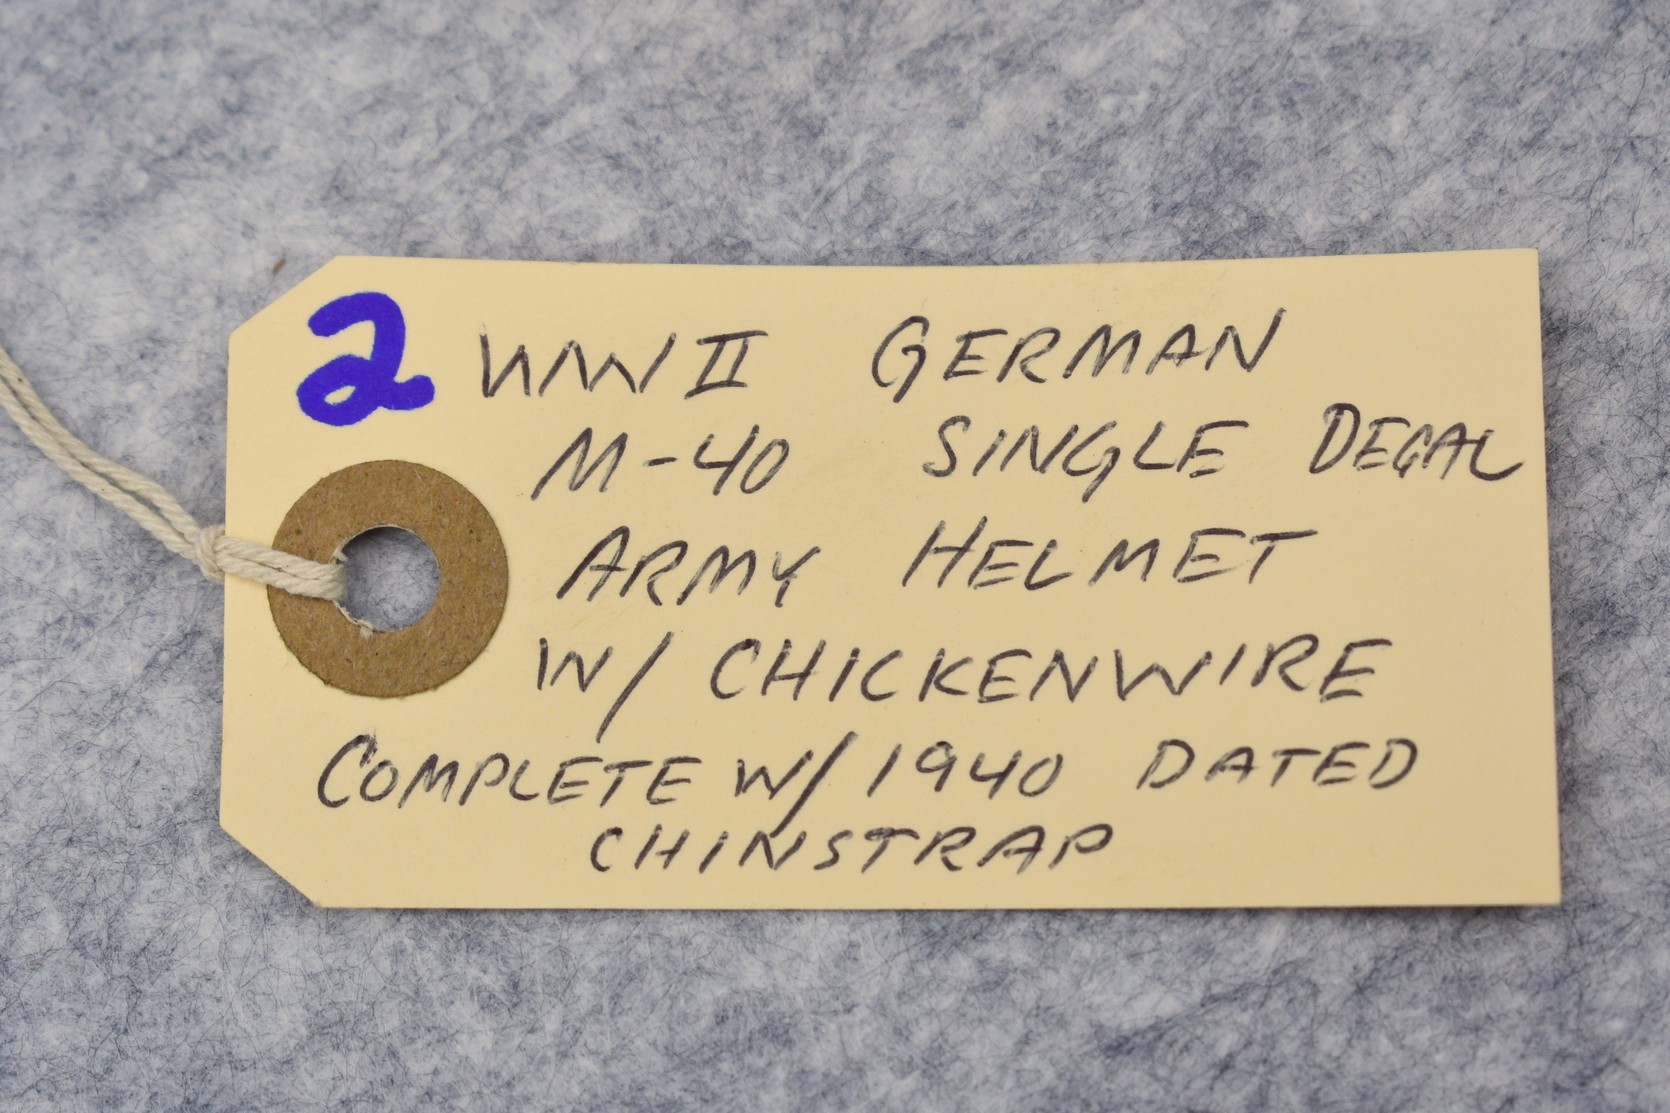 2 WW II GERMAN
M-40 SINGLE DECAL
ARMY HELMET
W/ CHICKENWIRE
COMPLETE W/ 1940 DATED
CHINSTRAP